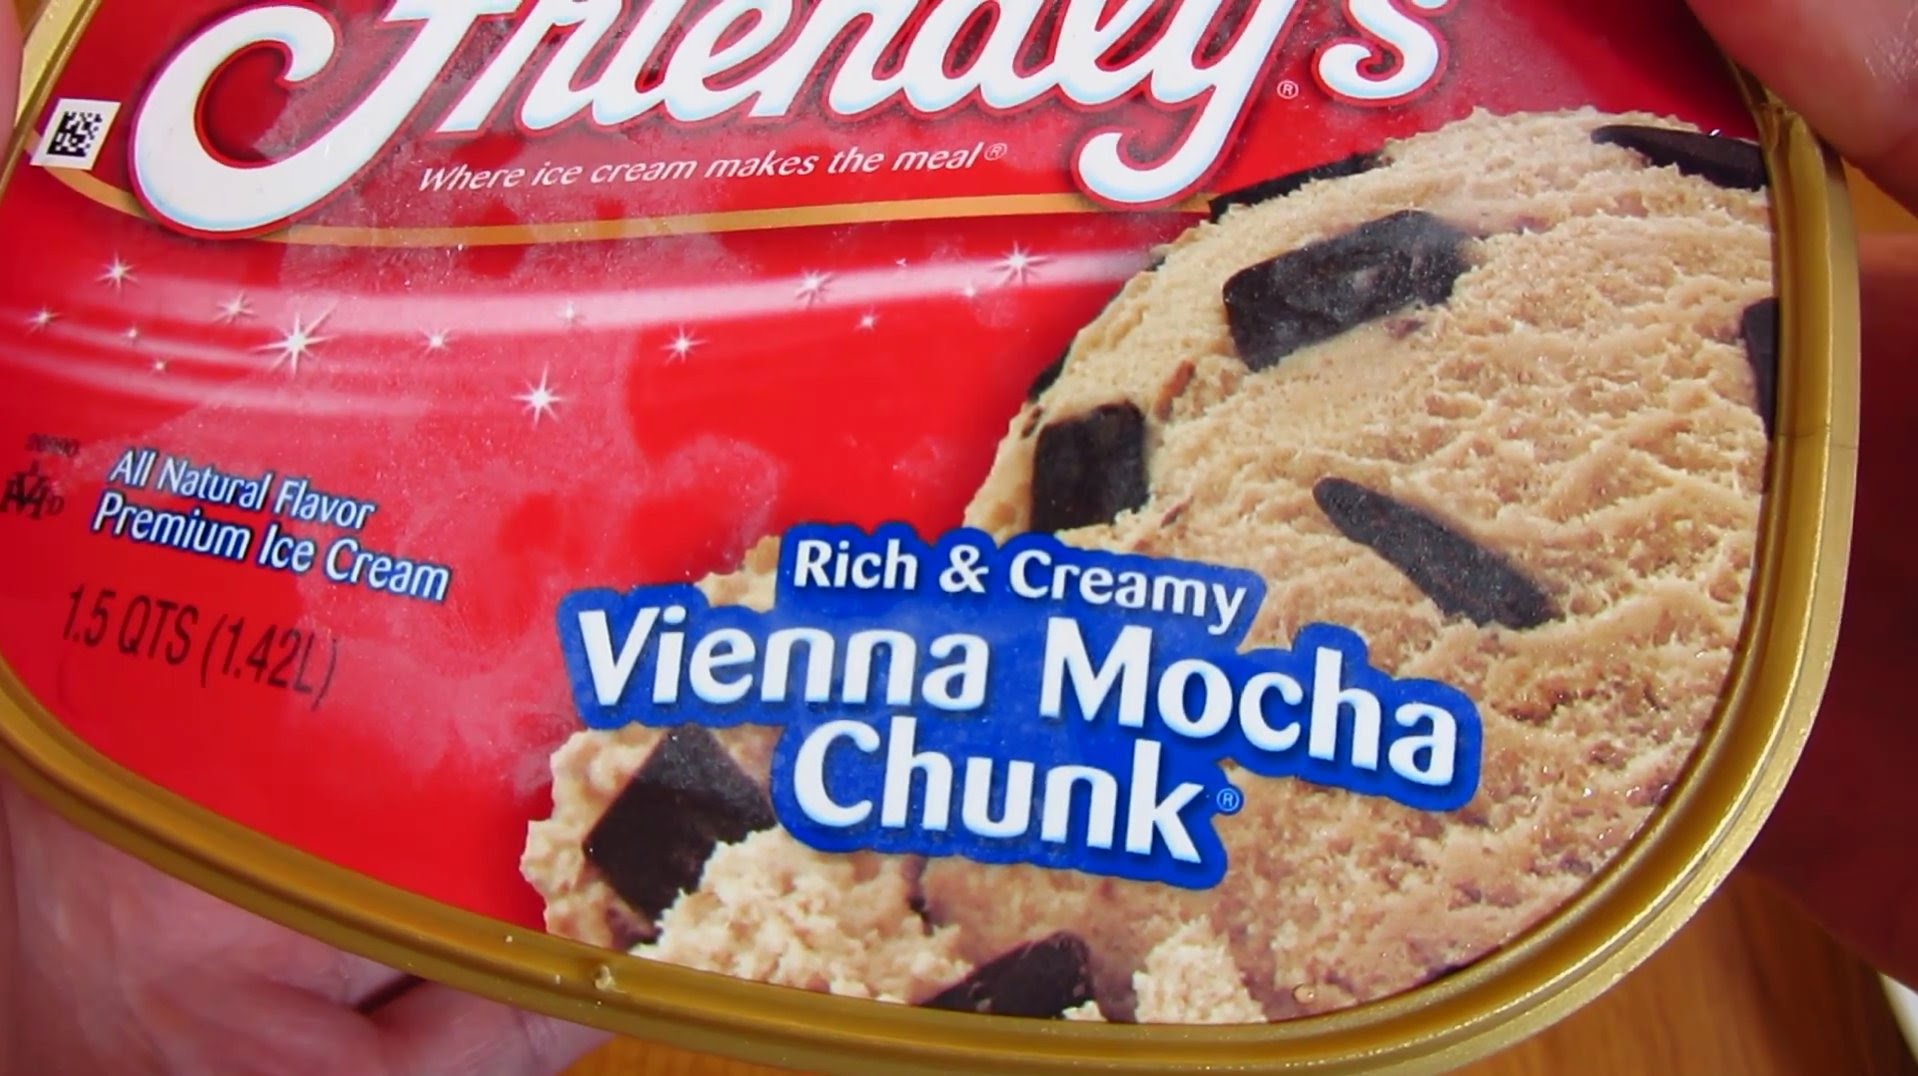 Friendly's®
Where ice cream makes the meal®
All Natural Flavor
Premium Ice Cream
1.5 QTS (1.42L)
Rich & Creamy
Vienna Mocha
Chunk®